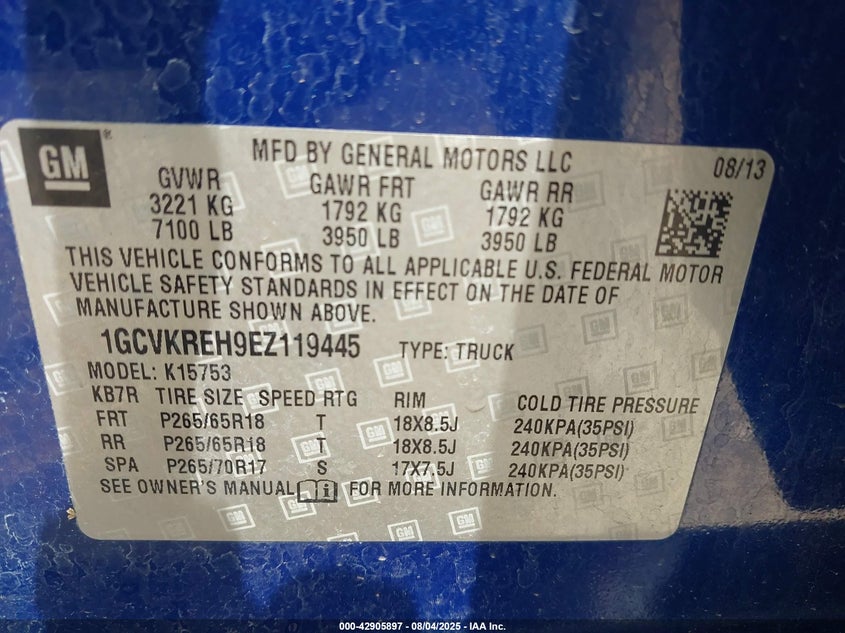 GM ® MFD BY GENERAL MOTORS LLC 08/13
GVWR GAWR FRT GAWR RR
3221 KG 1792 KG 1792 KG
7100 LB 3950 LB 3950 LB
THIS VEHICLE CONFORMS TO ALL APPLICABLE U.S. FEDERAL MOTOR
VEHICLE SAFETY STANDARDS IN EFFECT ON THE DATE OF
MANUFACTURE SHOWN ABOVE.
1GCVKREH9EZ119445 TYPE: TRUCK
MODEL: K15753
KB7R TIRE SIZE SPEED RTG RIM COLD TIRE PRESSURE
FRT P265/65R18 T 18X8.5J 240KPA(35PSI)
RR P265/65R18 T 18X8.5J 240KPA(35PSI)
SPA P265/70R17 S 17X7.5J 240KPA(35PSI)
SEE OWNER'S MANUAL i FOR MORE INFORMATION.
000-42905897 - 08/04/2025 - IAA Inc.